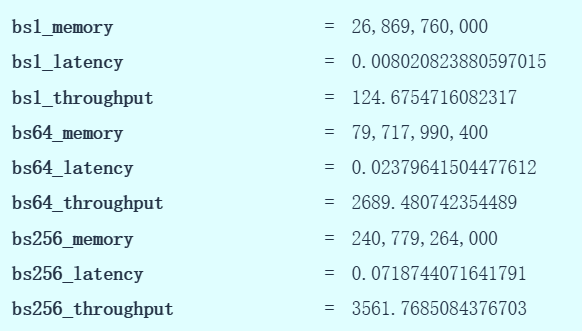 bs1_memory = 26,869,760,000
bs1_latency = 0.008020823880597015
bs1_throughput = 124.6754716082317
bs64_memory = 79,717,990,400
bs64_latency = 0.02379641504477612
bs64_throughput = 2689.480742354489
bs256_memory = 240,779,264,000
bs256_latency = 0.0718744071641791
bs256_throughput = 3561.7685084376703